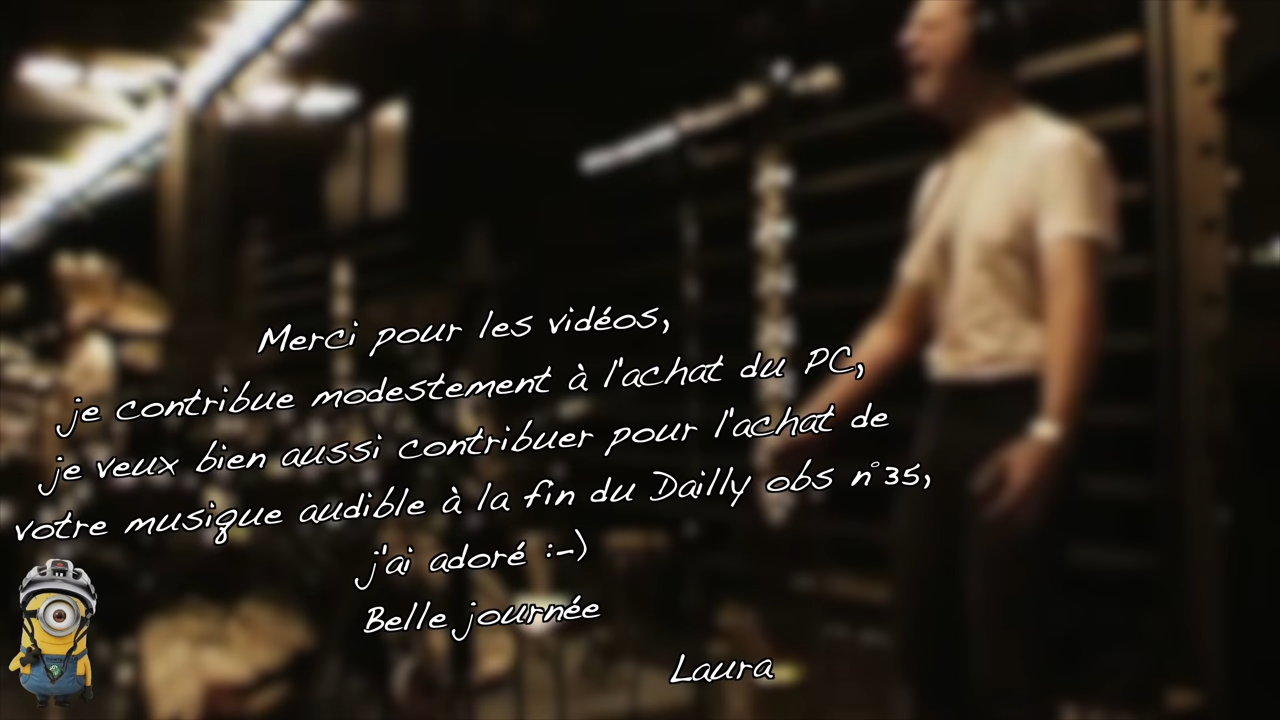 Merci pour les vidéos,
je contribue modestement à l'achat du PC,
je veux bien aussi contribuer pour l'achat de
votre musique audible à la fin du Dailly obs n°35,
j'ai adoré :-)
Belle journée
Laura